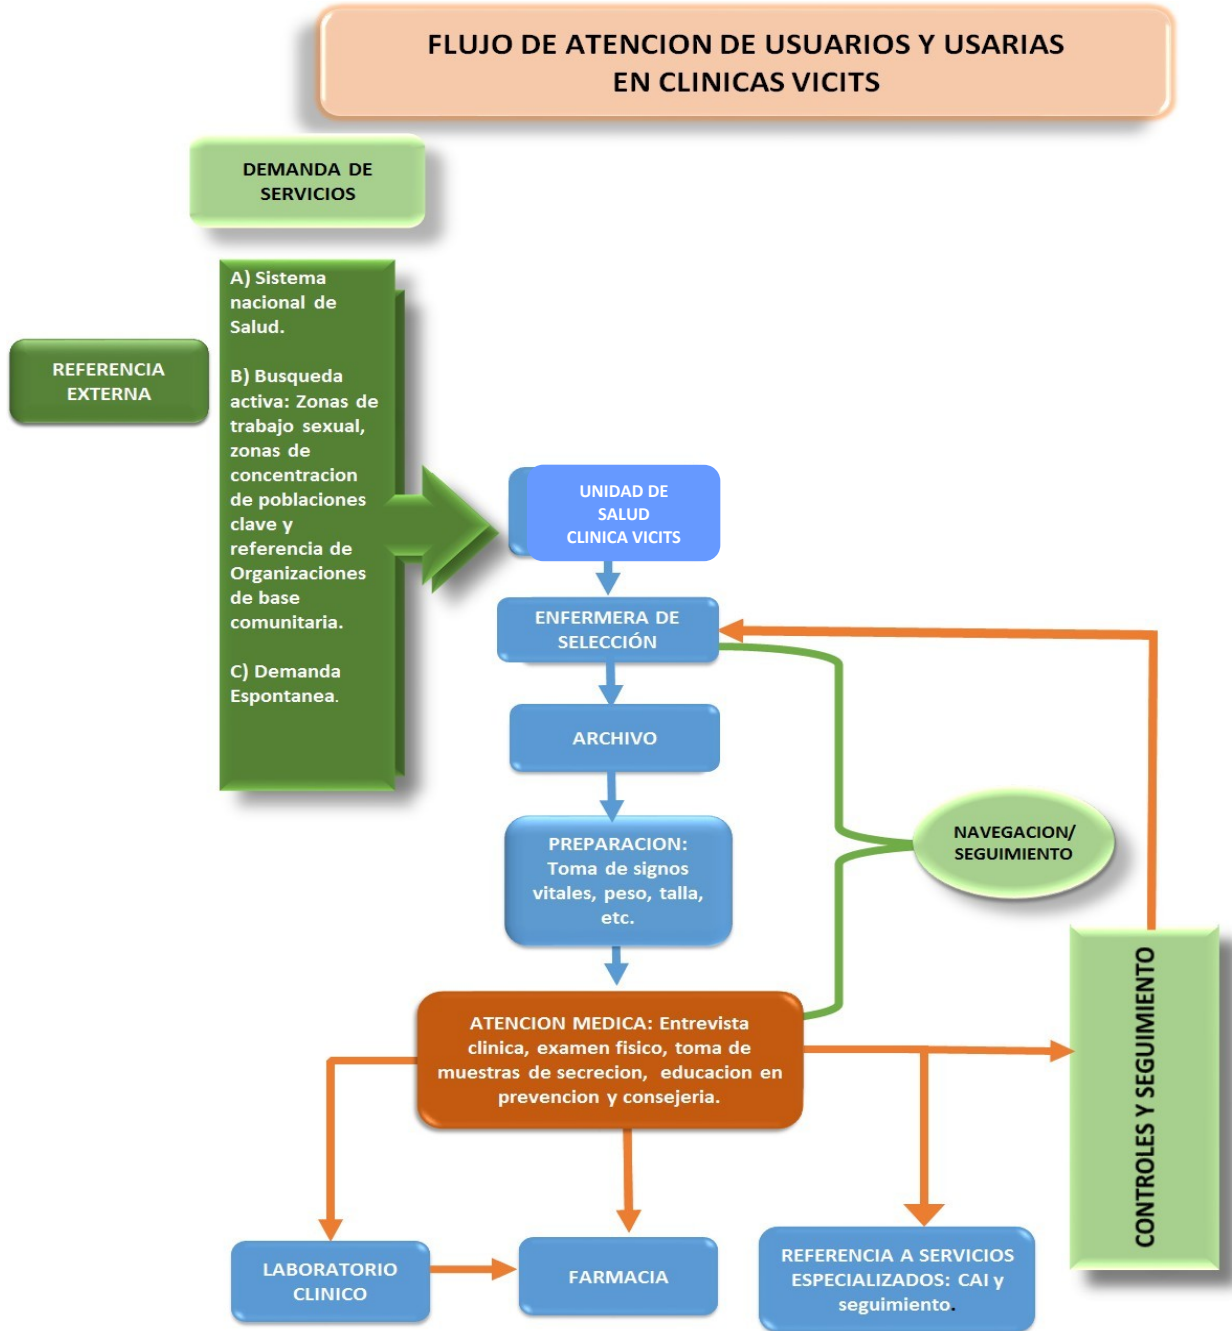 FLUJO DE ATENCION DE USUARIOS Y USARIAS
EN CLINICAS VICITS
DEMANDA DE
SERVICIOS
REFERENCIA
EXTERNA
A) Sistema
nacional de
Salud.
B) Busqueda
activa: Zonas de
trabajo sexual,
zonas de
concentracion
de poblaciones
clave y
referencia de
Organizaciones
de base
comunitaria.
C) Demanda
Espontanea.
UNIDAD DE
SALUD
CLINICA VICITS
ENFERMERA DE
SELECCIÓN
ARCHIVO
PREPARACION:
Toma de signos
vitales, peso, talla,
etc.
NAVEGACION/
SEGUIMIENTO
ATENCION MEDICA: Entrevista
clinica, examen fisico, toma de
muestras de secrecion, educacion en
prevencion y consejeria.
CONTROLES Y SEGUIMIENTO
LABORATORIO
CLINICO
FARMACIA
REFERENCIA A SERVICIOS
ESPECIALIZADOS: CAI y
seguimiento.